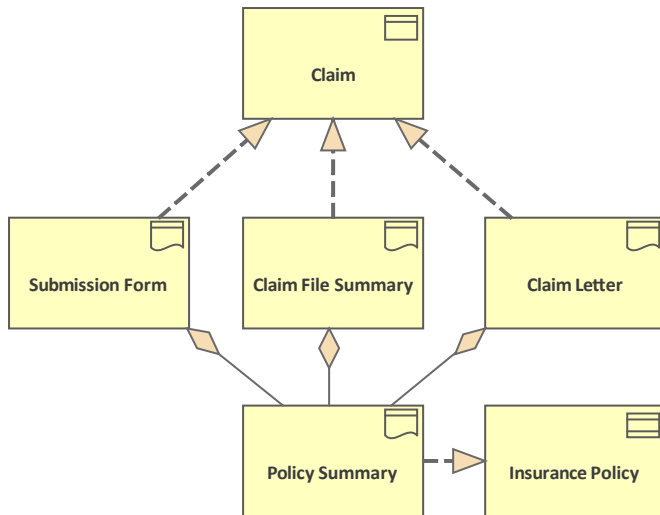 Claim
Submission Form
Claim File Summary
Claim Letter
Policy Summary
Insurance Policy